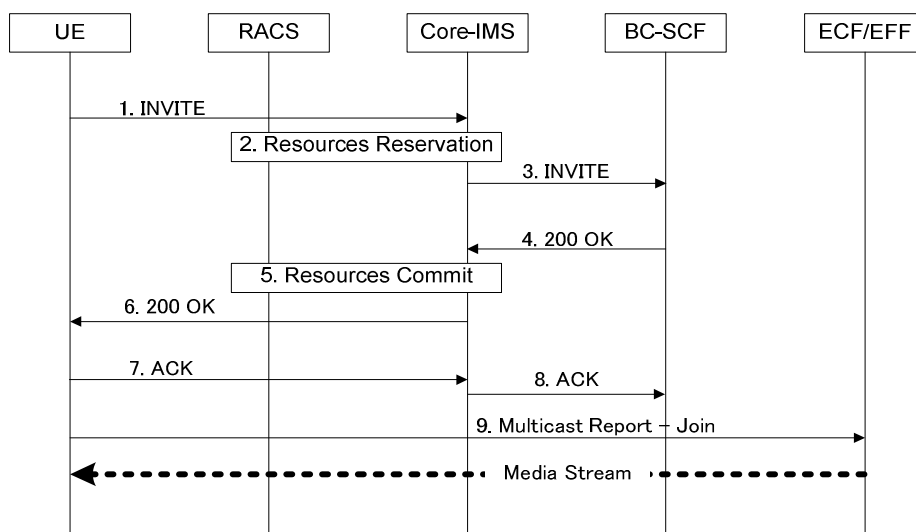 UE
RACS
Core-IMS
BC-SCF
ECF/EFF
1. INVITE
2. Resources Reservation
3. INVITE
4. 200 OK
5. Resources Commit
6. 200 OK
7. ACK
8. ACK
9. Multicast Report – Join
Media Stream